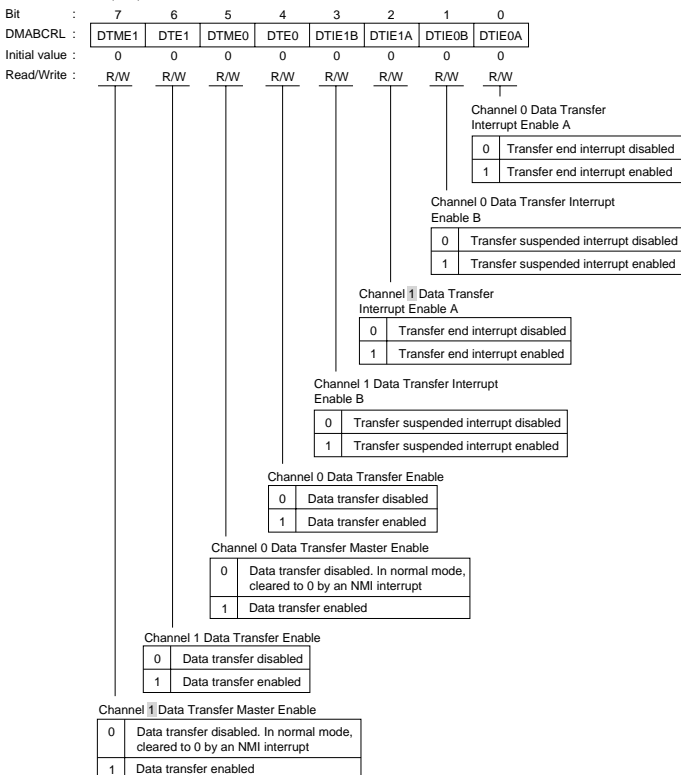 Bit : 7 6 5 4 3 2 1 0
DMABCRL : DTME1 DTE1 DTME0 DTE0 DTIE1B DTIE1A DTIE0B DTIE0A
Initial value : 0 0 0 0 0 0 0 0
Read/Write : R/W R/W R/W R/W R/W R/W R/W R/W
Channel 0 Data Transfer
Interrupt Enable A
0 Transfer end interrupt disabled
1 Transfer end interrupt enabled
Channel 0 Data Transfer Interrupt
Enable B
0 Transfer suspended interrupt disabled
1 Transfer suspended interrupt enabled
Channel 1 Data Transfer
Interrupt Enable A
0 Transfer end interrupt disabled
1 Transfer end interrupt enabled
Channel 1 Data Transfer Interrupt
Enable B
0 Transfer suspended interrupt disabled
1 Transfer suspended interrupt enabled
Channel 0 Data Transfer Enable
0 Data transfer disabled
1 Data transfer enabled
Channel 0 Data Transfer Master Enable
0 Data transfer disabled. In normal mode,
cleared to 0 by an NMI interrupt
1 Data transfer enabled
Channel 1 Data Transfer Enable
0 Data transfer disabled
1 Data transfer enabled
Channel 1 Data Transfer Master Enable
0 Data transfer disabled. In normal mode,
cleared to 0 by an NMI interrupt
1 Data transfer enabled